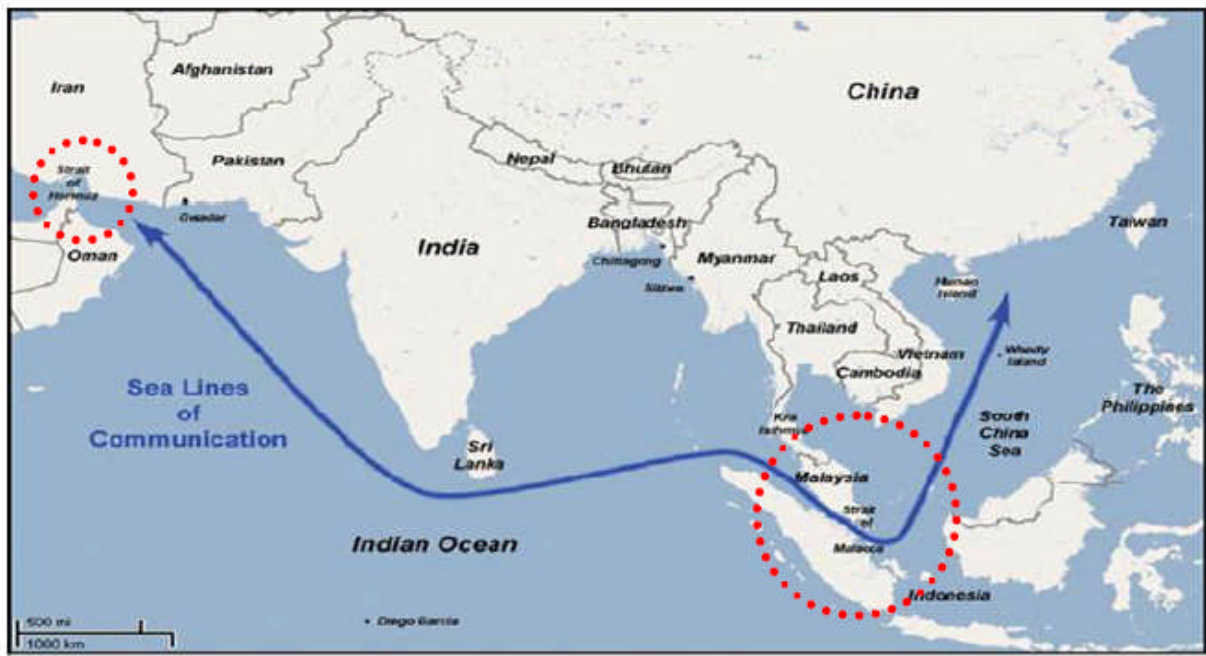 Afghanistan
Iran
China
Strait
of
Hormuz
Pakistan
Nepal
Bhutan
Gwadar
Bangladesh
Taiwan
Oman
India
Chittagong
Myanmar
Laos
Hainan
Island
Sittwe
Thailand
Vietnam
Woody
Island
Cambodia
Sea Lines
of
Communication
The
Philippines
Kra
Isthmus
South
China
Sea
Sri
Lanka
Malaysia
Strait
of
Malacca
Indian Ocean
Indonesia
500 mi
1000 km
Diego Garcia